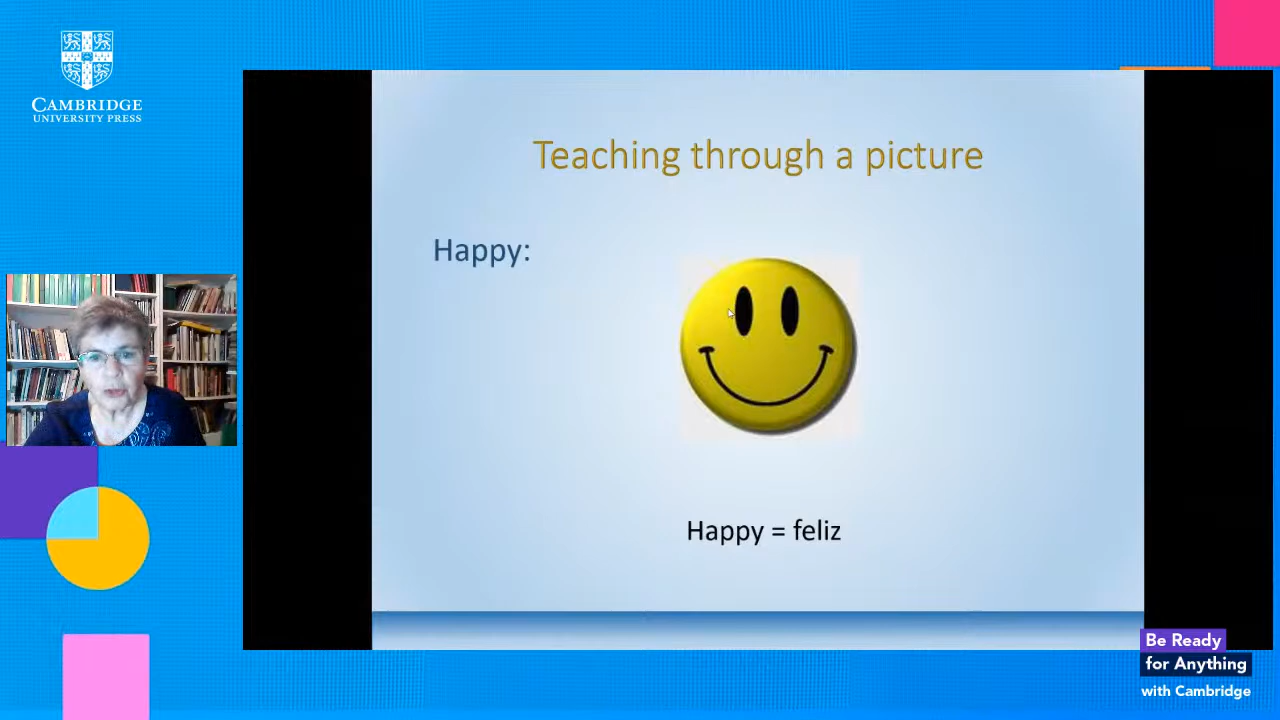 CAMBRIDGE
UNIVERSITY PRESS
Teaching through a picture
Happy:
Happy = feliz
Be Ready
for Anything
with Cambridge